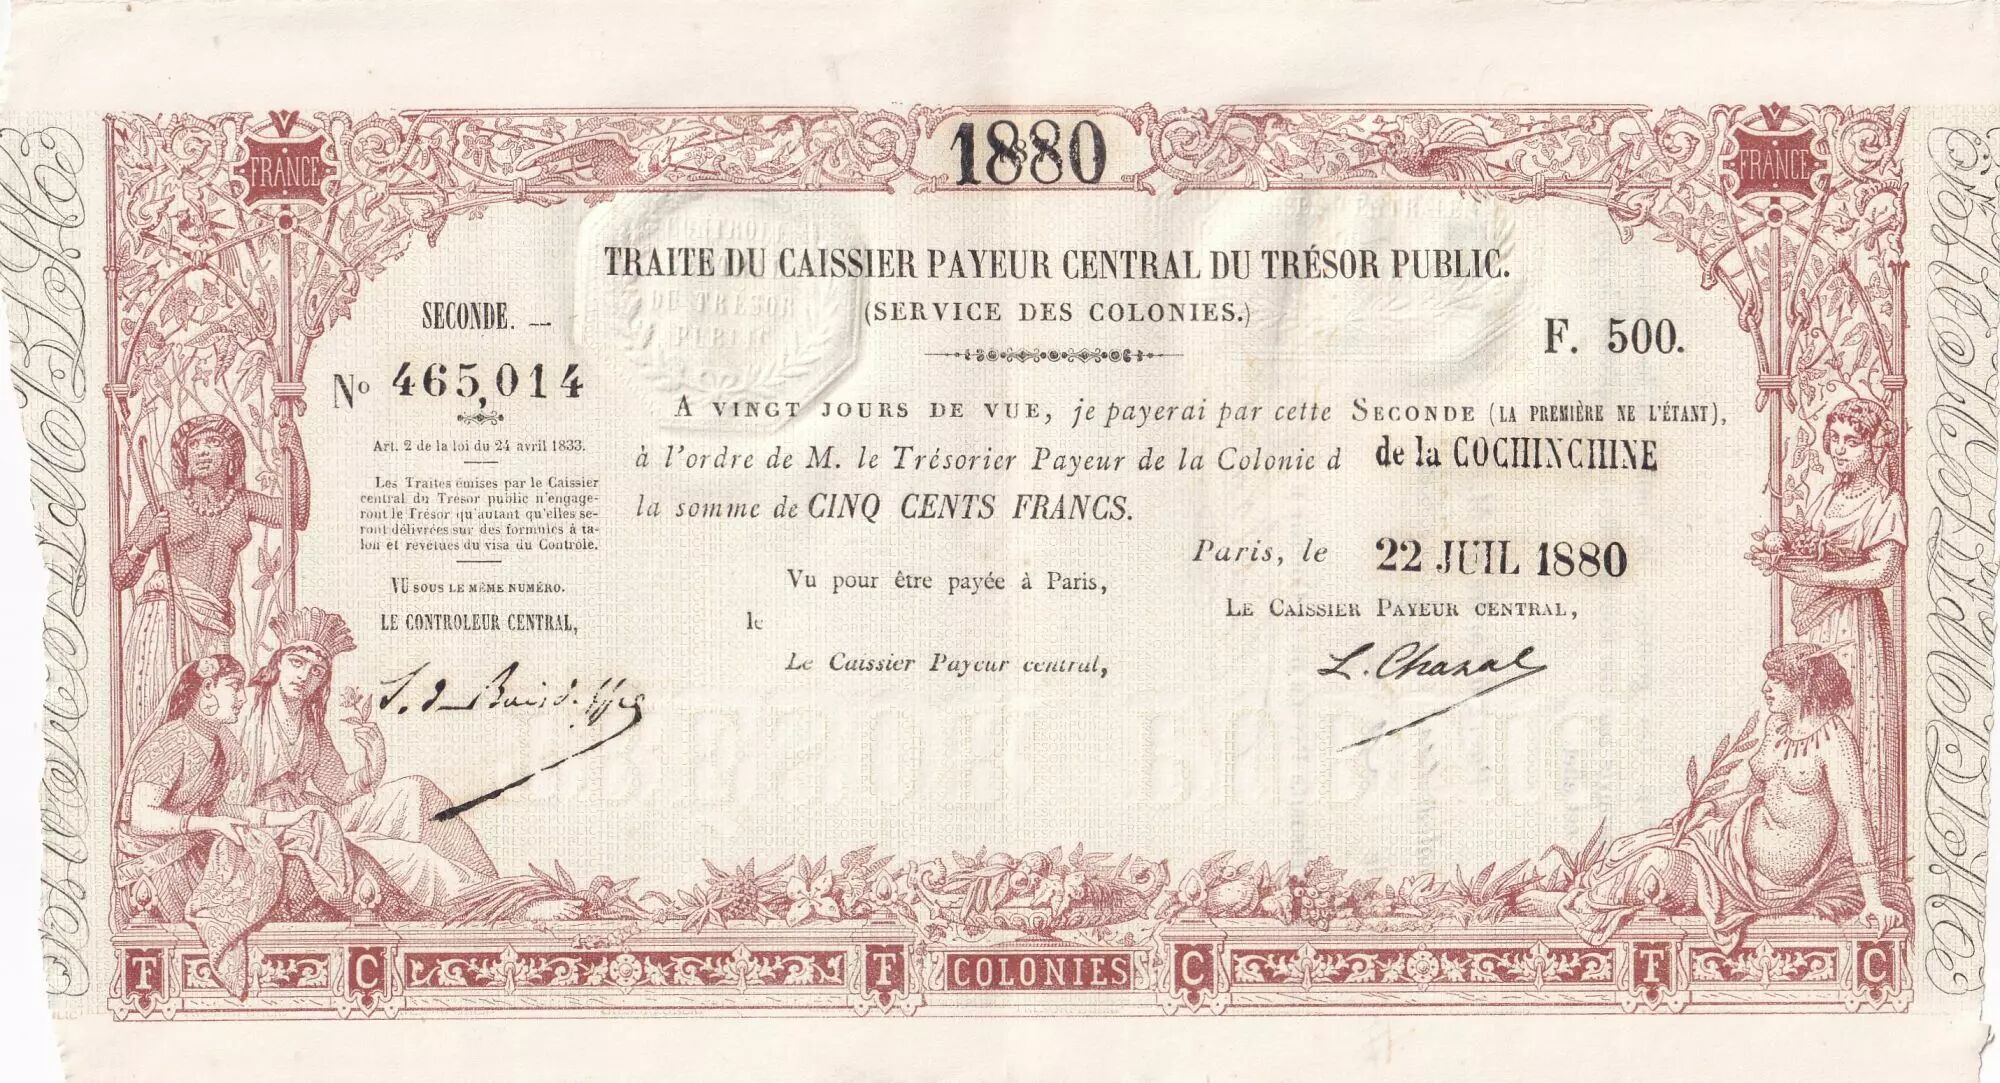 1880
FRANCE
FRANCE
CONTROLE
DU TRESOR
PUBLIC
TRAITE DU CAISSIER PAYEUR CENTRAL DU TRÉSOR PUBLIC.
(SERVICE DES COLONIES.)
SECONDE. —
F. 500.
No 465,014
Art. 2 de la loi du 24 avril 1833.
Les Traites émises par le Caissier
central du Trésor public n'engage-
ront le Trésor qu'autant qu'elles se-
ront délivrées sur des formules à ta-
lon et revêtues du visa du Contrôle.
VU SOUS LE MÊME NUMÉRO.
LE CONTROLEUR CENTRAL,
A VINGT JOURS DE VUE, je payerai par cette SECONDE (LA PREMIÈRE NE L'ÉTANT),
à l'ordre de M. le Trésorier Payeur de la Colonie d de la COCHINCHINE
la somme de CINQ CENTS FRANCS.
Paris, le 22 JUIL 1880
Vu pour être payée à Paris,
le
Le Caissier Payeur central,
LE CAISSIER PAYEUR CENTRAL,
L. Chazal
T C T COLONIES C T C